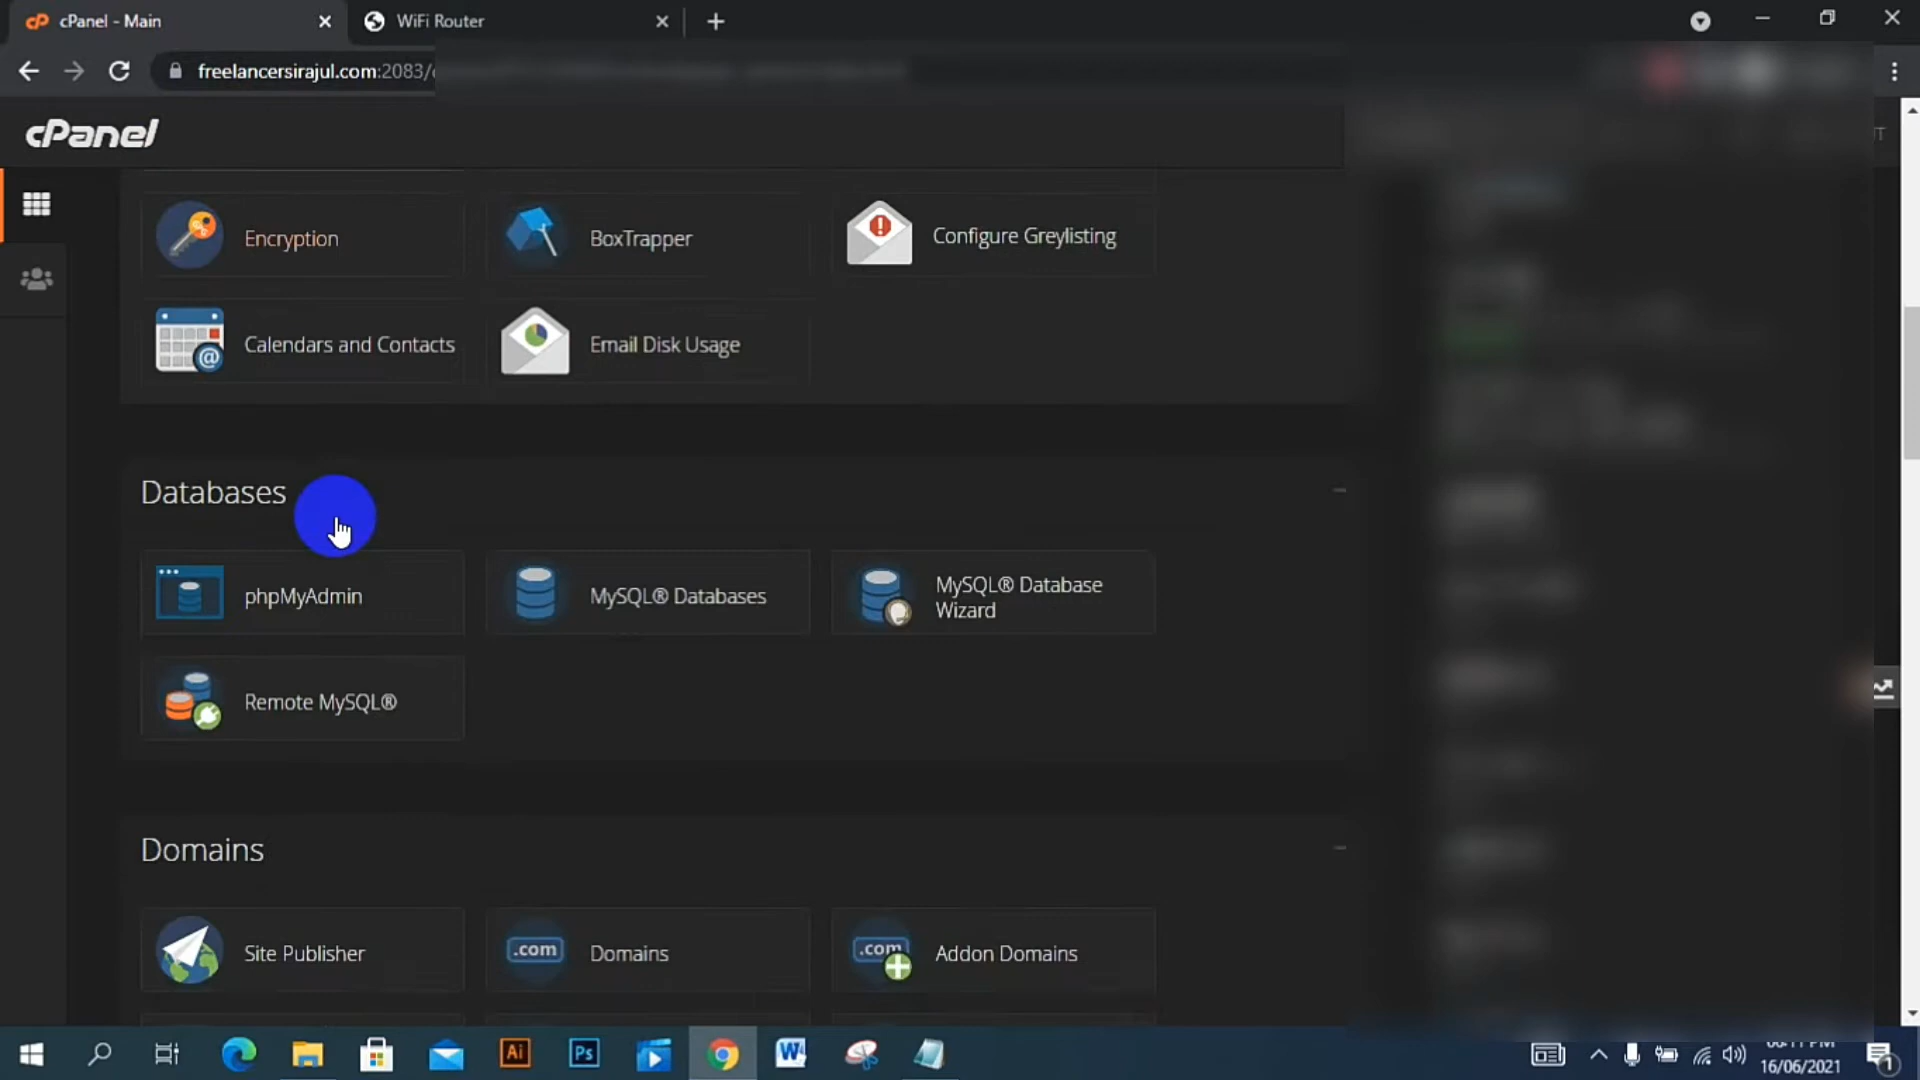 cP cPanel - Main
WiFi Router
freelancersirajul.com:2083/
cPanel
Encryption
BoxTrapper
Configure Greylisting
Calendars and Contacts
Email Disk Usage
Databases
phpMyAdmin
MySQL® Databases
MySQL® Database
Wizard
Remote MySQL®
Domains
Site Publisher
.com
Domains
.com
Addon Domains
Ai
Ps
W
16/06/2021
1